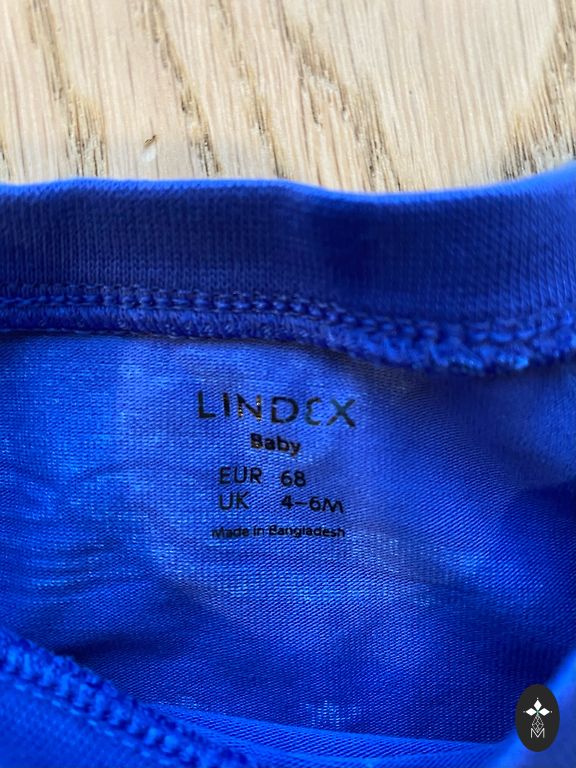 LINDEX
Baby
EUR 68
UK 4-6M
Made in Bangladesh